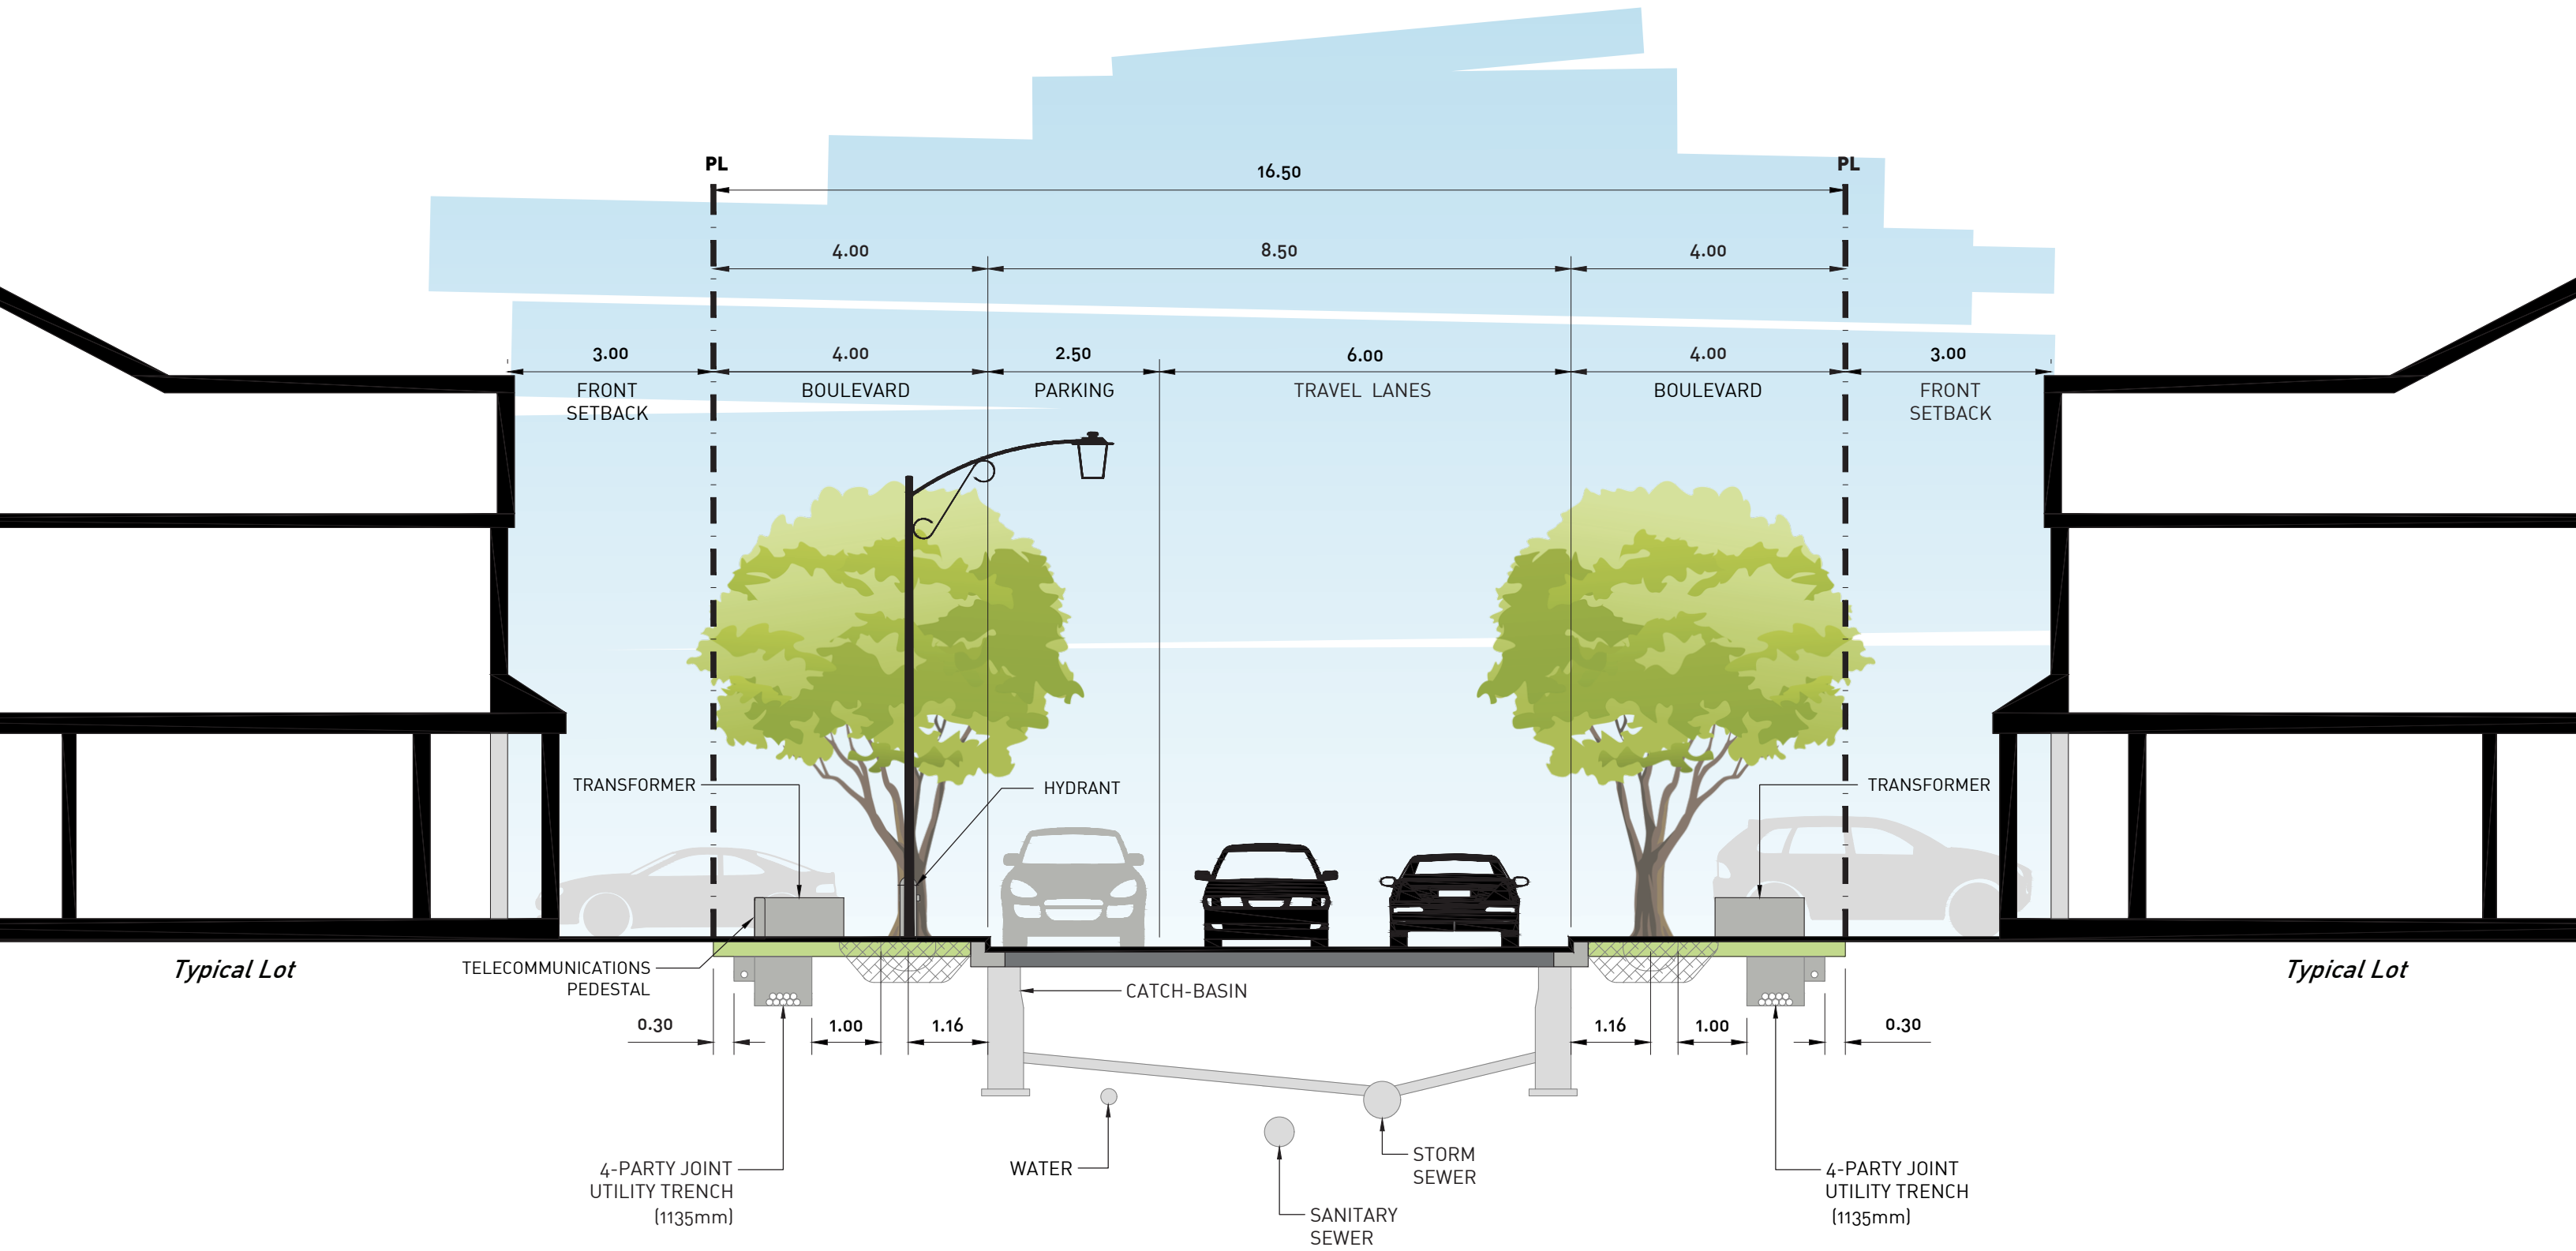 PL
PL
16.50
4.00
8.50
4.00
3.00
4.00
2.50
6.00
4.00
3.00
FRONT
SETBACK
BOULEVARD
PARKING
TRAVEL LANES
BOULEVARD
FRONT
SETBACK
TRANSFORMER
HYDRANT
TRANSFORMER
Typical Lot
TELECOMMUNICATIONS
PEDESTAL
CATCH-BASIN
Typical Lot
0.30
1.00
1.16
1.16
1.00
0.30
4-PARTY JOINT
UTILITY TRENCH
(1135mm)
WATER
SANITARY
SEWER
STORM
SEWER
4-PARTY JOINT
UTILITY TRENCH
(1135mm)